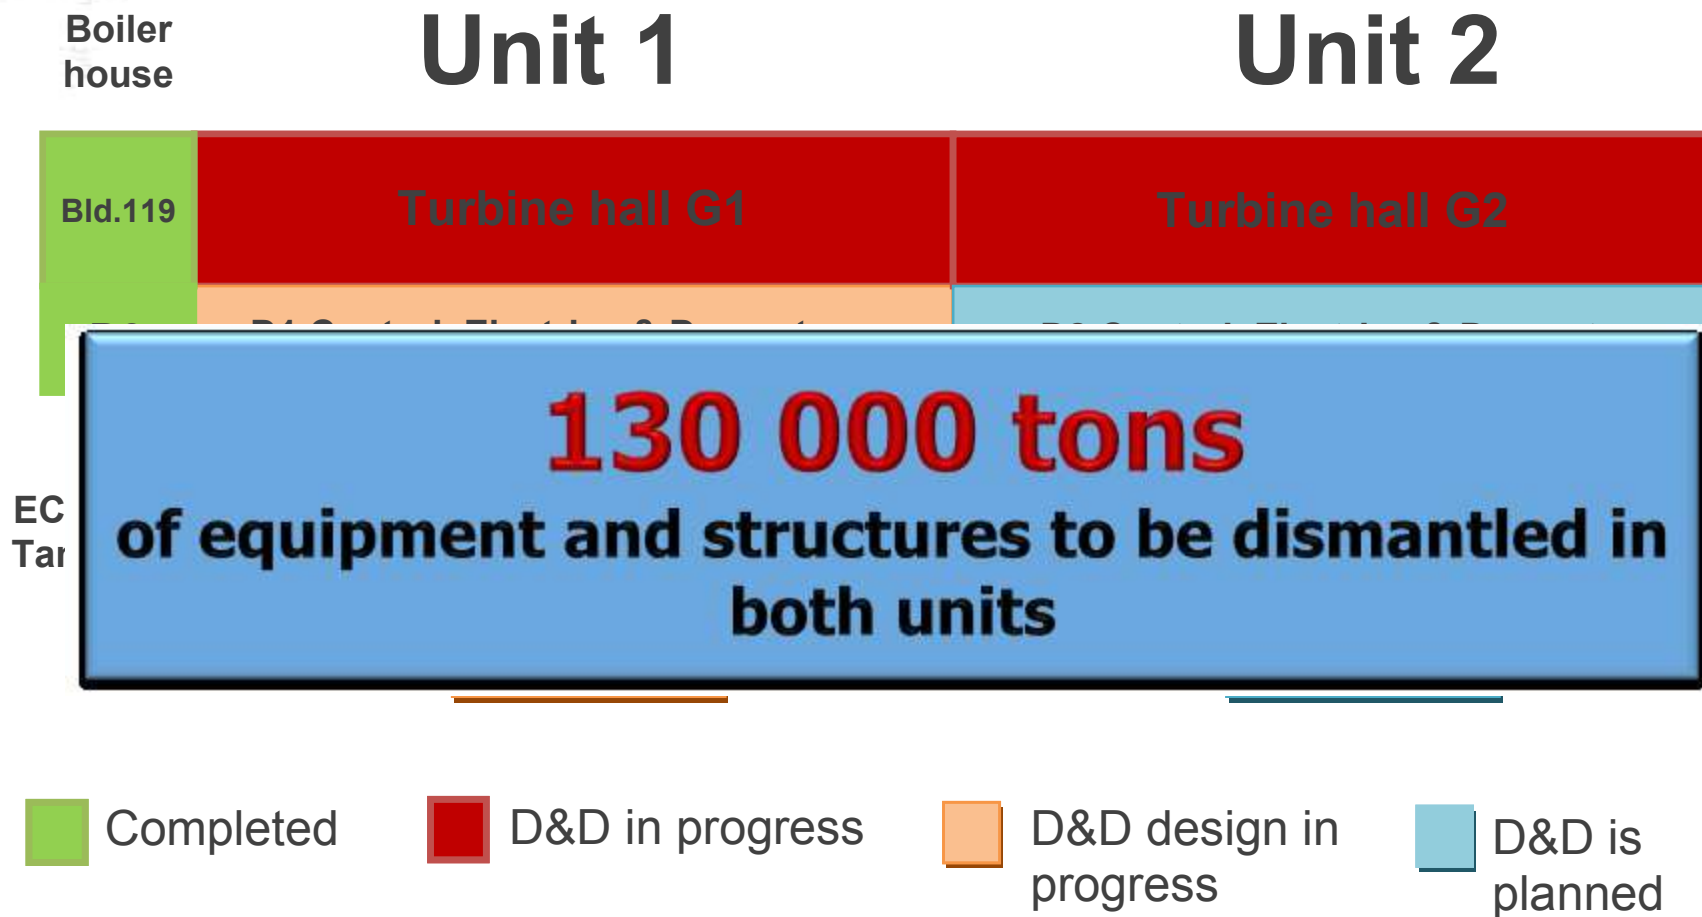 Boiler
house
Unit 1
Unit 2
Bld.119
Turbine hall G1
Turbine hall G2
130 000 tons
of equipment and structures to be dismantled in
both units
Completed
D&D in progress
D&D design in
progress
D&D is
planned